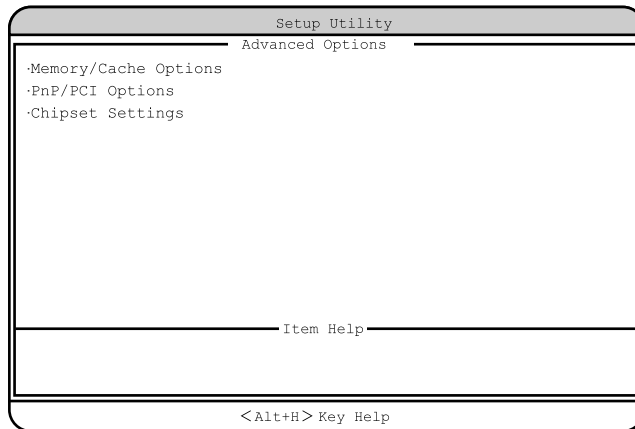 Setup Utility
Advanced Options
·Memory/Cache Options
·PnP/PCI Options
·Chipset Settings
Item Help
<Alt+H> Key Help